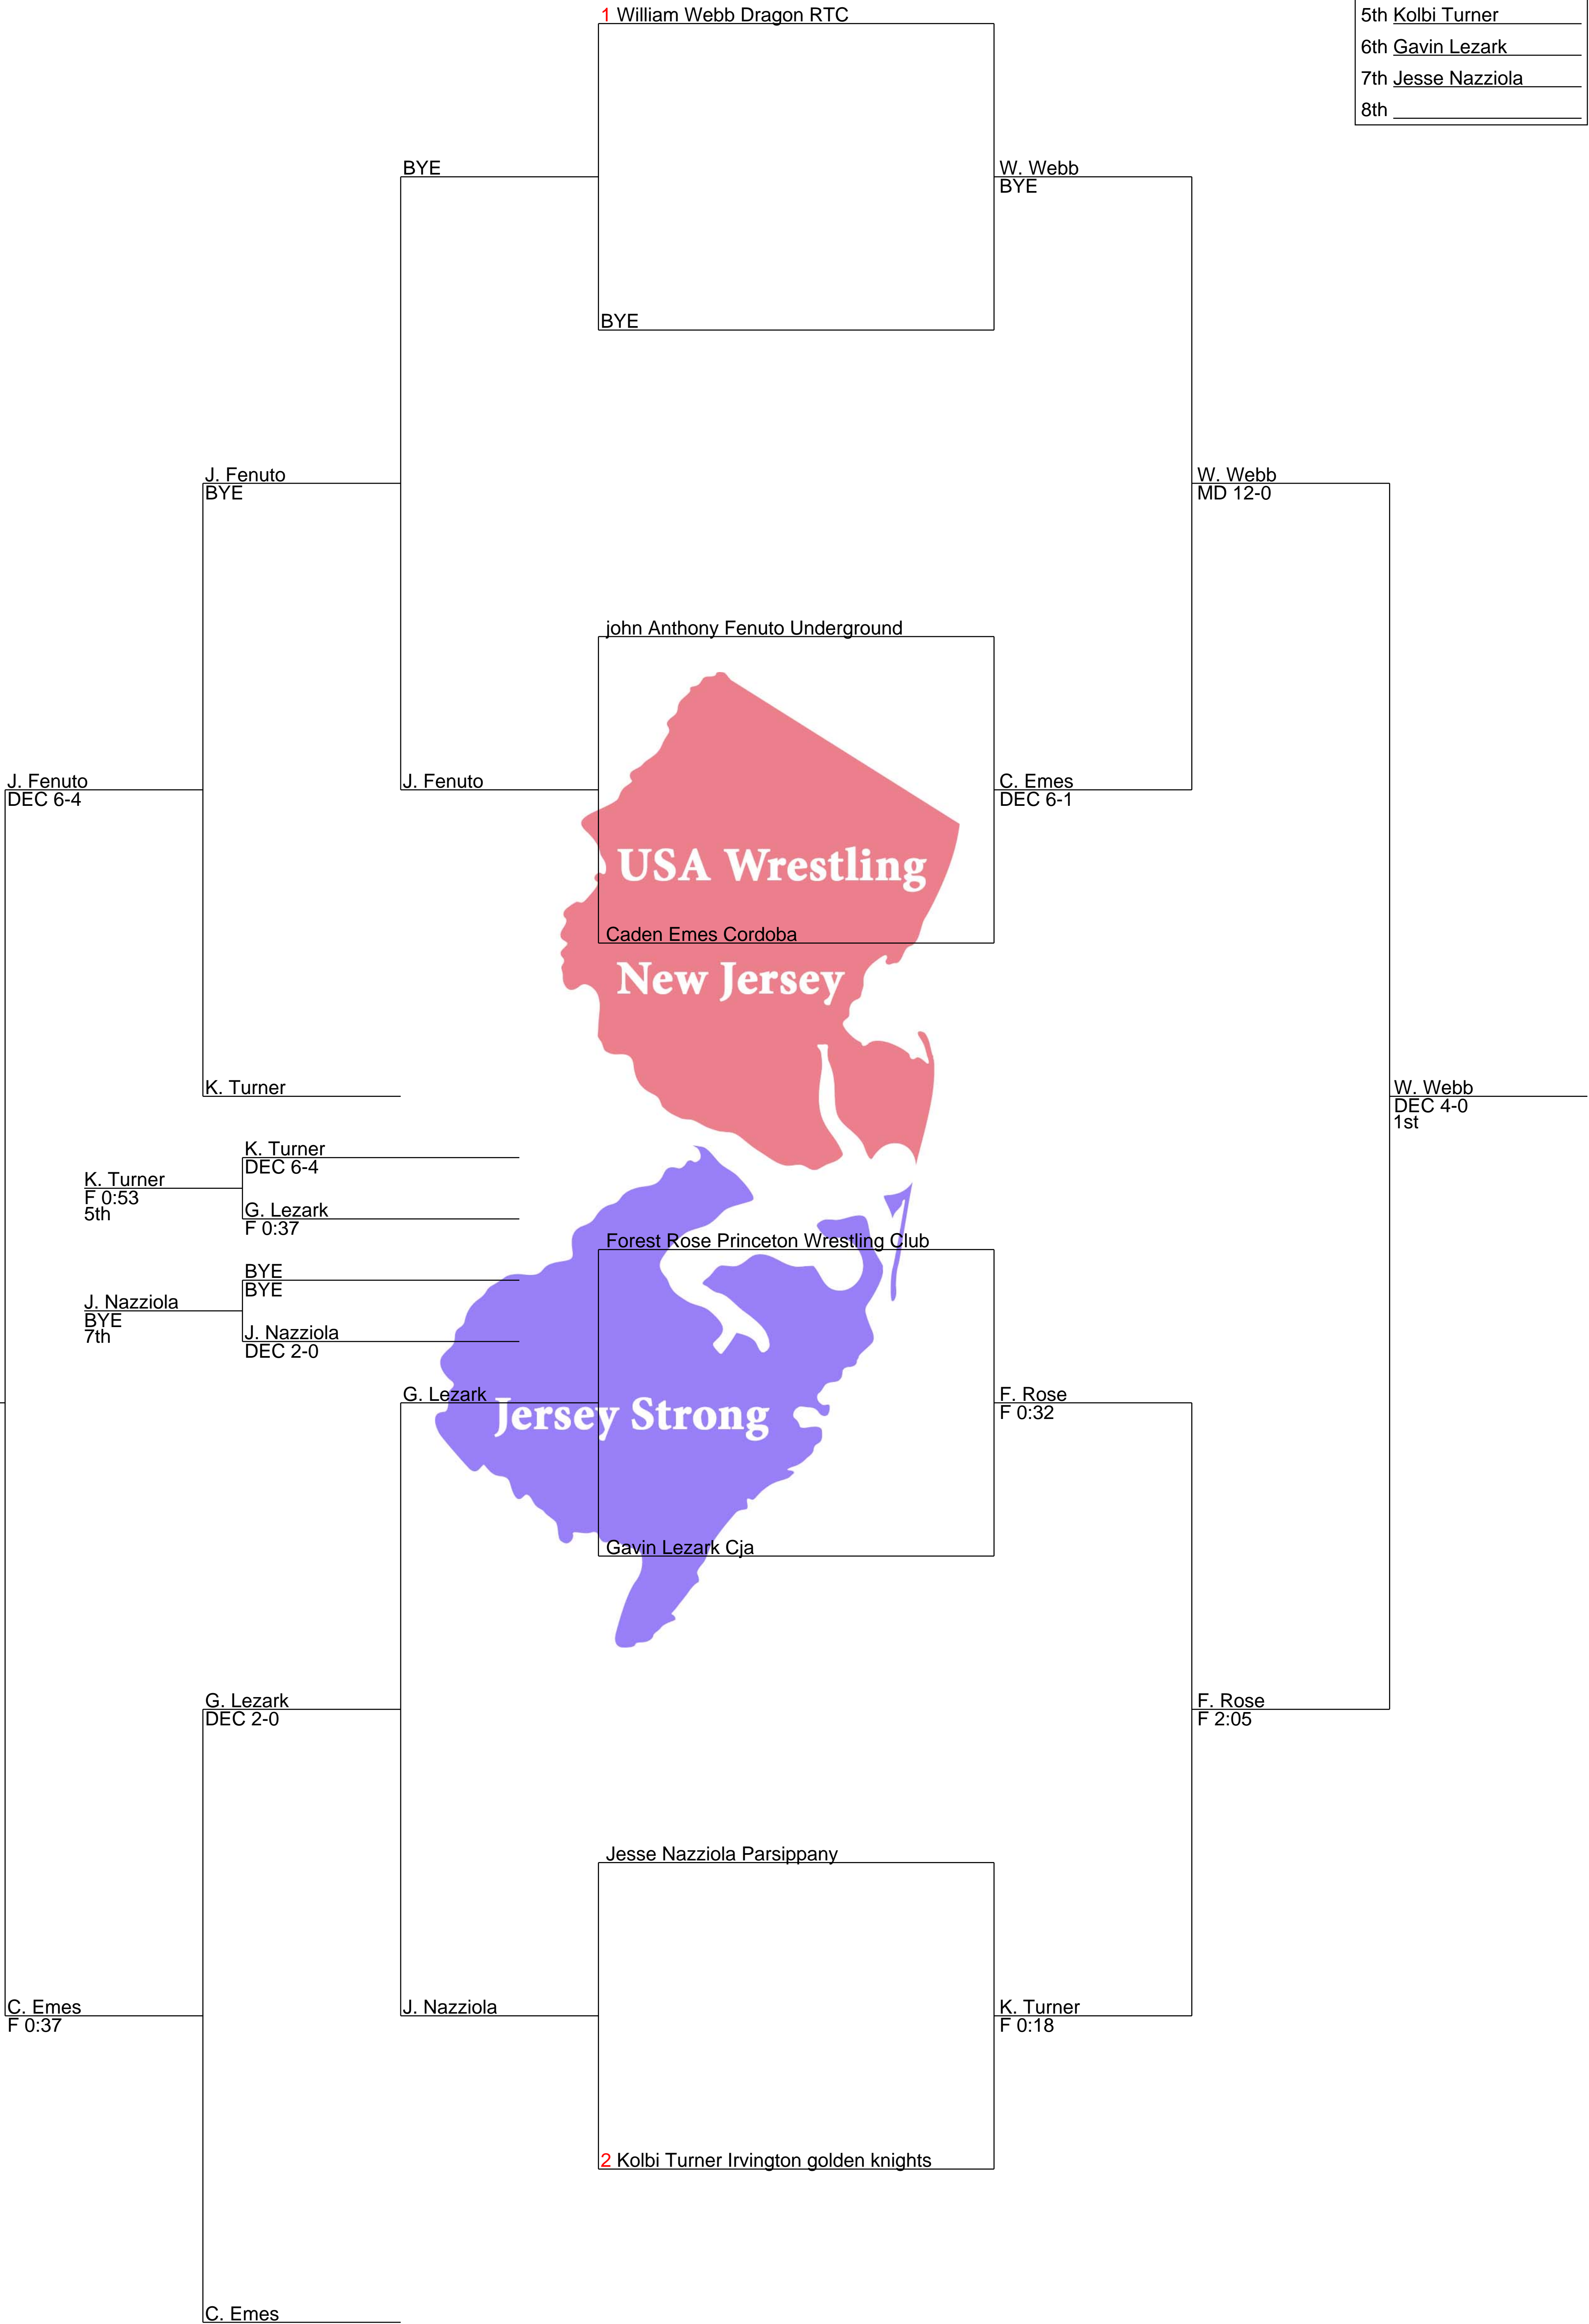 1 William Webb Dragon RTC
5th Kolbi Turner
6th Gavin Lezark
7th Jesse Nazziola
8th
BYE
W. Webb
BYE
BYE
J. Fenuto
BYE
W. Webb
MD 12-0
john Anthony Fenuto Underground
J. Fenuto
DEC 6-4
J. Fenuto
C. Emes
DEC 6-1
USA Wrestling
Caden Emes Cordoba
New Jersey
K. Turner
W. Webb
DEC 4-0
1st
K. Turner
DEC 6-4
K. Turner
F 0:53
5th
G. Lezark
F 0:37
Forest Rose Princeton Wrestling Club
BYE
BYE
J. Nazziola
BYE
7th
J. Nazziola
DEC 2-0
G. Lezark
Jersey Strong
F. Rose
F 0:32
Gavin Lezark Cja
G. Lezark
DEC 2-0
F. Rose
F 2:05
Jesse Nazziola Parsippany
C. Emes
F 0:37
J. Nazziola
K. Turner
F 0:18
2 Kolbi Turner Irvington golden knights
C. Emes